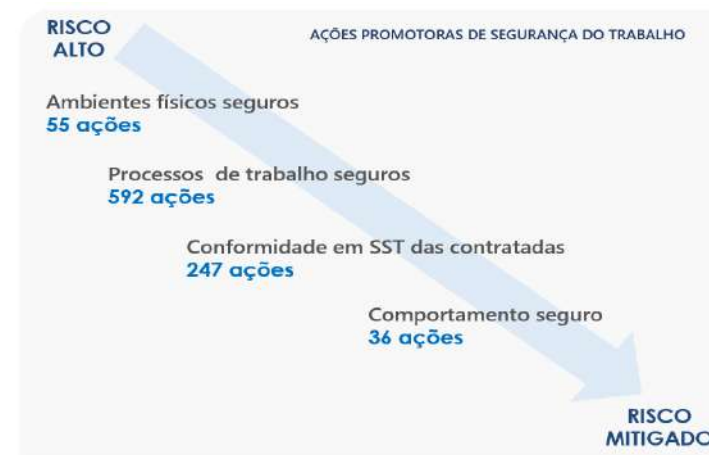 RISCO
ALTO
AÇÕES PROMOTORAS DE SEGURANÇA DO TRABALHO
Ambientes físicos seguros
55 ações
Processos de trabalho seguros
592 ações
Conformidade em SST das contratadas
247 ações
Comportamento seguro
36 ações
RISCO
MITIGADO